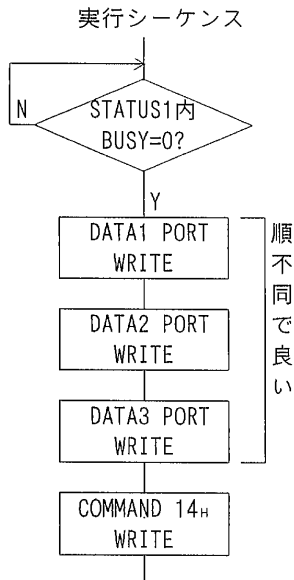 実行シーケンス
STATUS1内
BUSY=0?
N
Y
DATA1 PORT
WRITE
DATA2 PORT
WRITE
DATA3 PORT
WRITE
順不同で良い
COMMAND 14H
WRITE